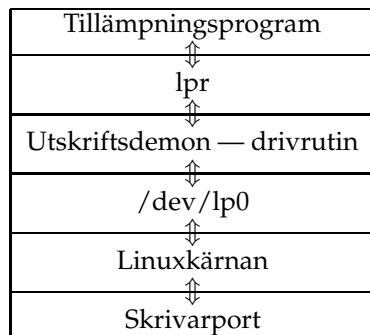 Tillämpningsprogram
lpr
Utskriftsdemon — drivrutin
/dev/lp0
Linuxkärnan
Skrivarport